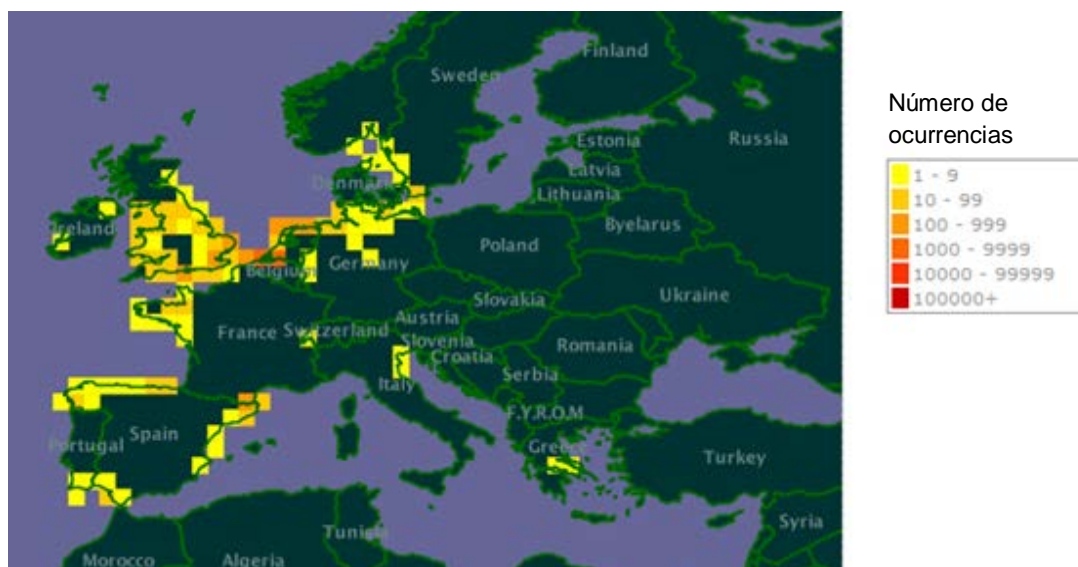 Finland
Sweden
Número de
ocurrencias
Russia
Estonia
Latvia
Denmark
Lithuania
1 - 9
10 - 99
100 - 999
1000 - 9999
10000 - 99999
100000+
Ireland
Byelarus
Poland
Belgium
Germany
Ukraine
Slovakia
Austria
France
Switzerland
Slovenia
Croatia
Romania
Italy
Serbia
F.Y.R.O.M
Portugal
Spain
Greece
Turkey
Syria
Tunisia
Morocco
Algeria